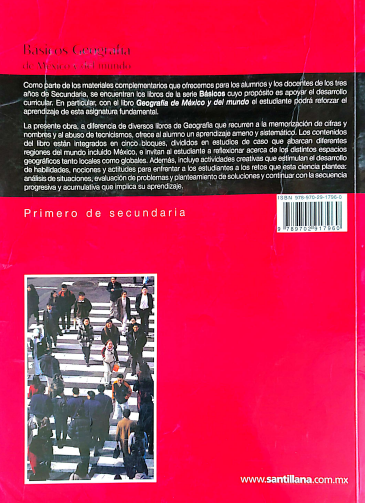 Básicos Geografía
de México y del mundo
Como parte de los materiales complementarios que ofrecemos para los alumnos y los docentes de los tres
años de Secundaria, se encuentran los libros de la serie Básicos cuyo propósito es apoyar el desarrollo
curricular. En particular, con el libro Geografía de México y del mundo el estudiante podrá reforzar el
aprendizaje de esta asignatura fundamental.
La presente obra, a diferencia de diversos libros de Geografía que recurren a la memorización de cifras y
nombres y al abuso de tecnicismos, ofrece al alumno un aprendizaje ameno y sistemático. Los contenidos
del libro están integrados en cinco bloques, divididos en estudios de caso que abarcan diferentes
regiones del mundo incluido México, e invitan al estudiante a reflexionar acerca de los distintos espacios
geográficos tanto locales como globales. Además, incluye actividades creativas que estimulan el desarrollo
de habilidades, nociones y actitudes para enfrentar a los estudiantes a los retos que esta ciencia plantea:
análisis de situaciones, evaluación de problemas y planteamiento de soluciones y continuar con la secuencia
progresiva y acumulativa que implica su aprendizaje.
ISBN 978-970-29-1796-0
Primero de secundaria
9 789702 917960
www.santillana.com.mx